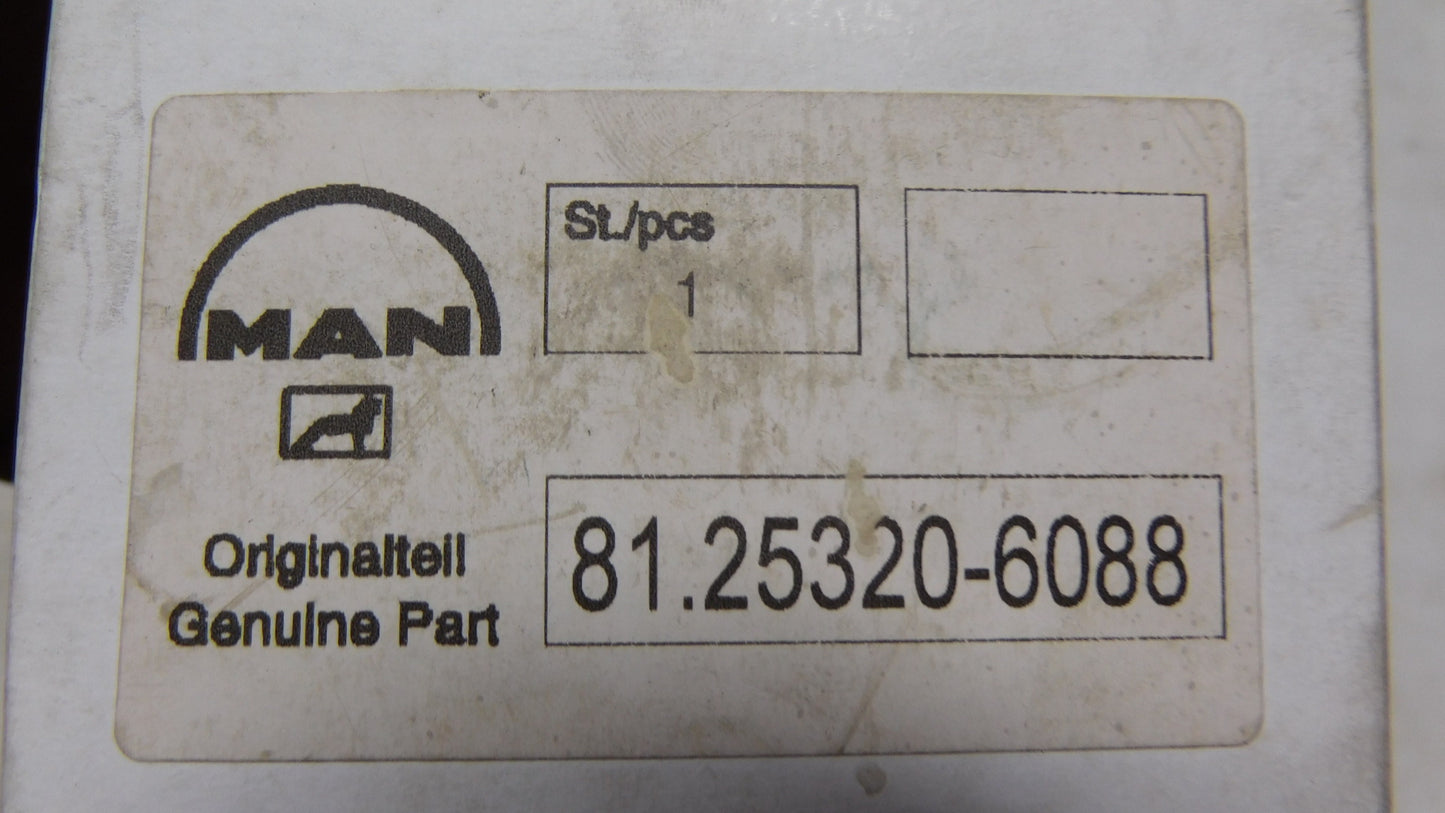 MAN
St./pcs
1
Originalteil
Genuine Part
81.25320-6088